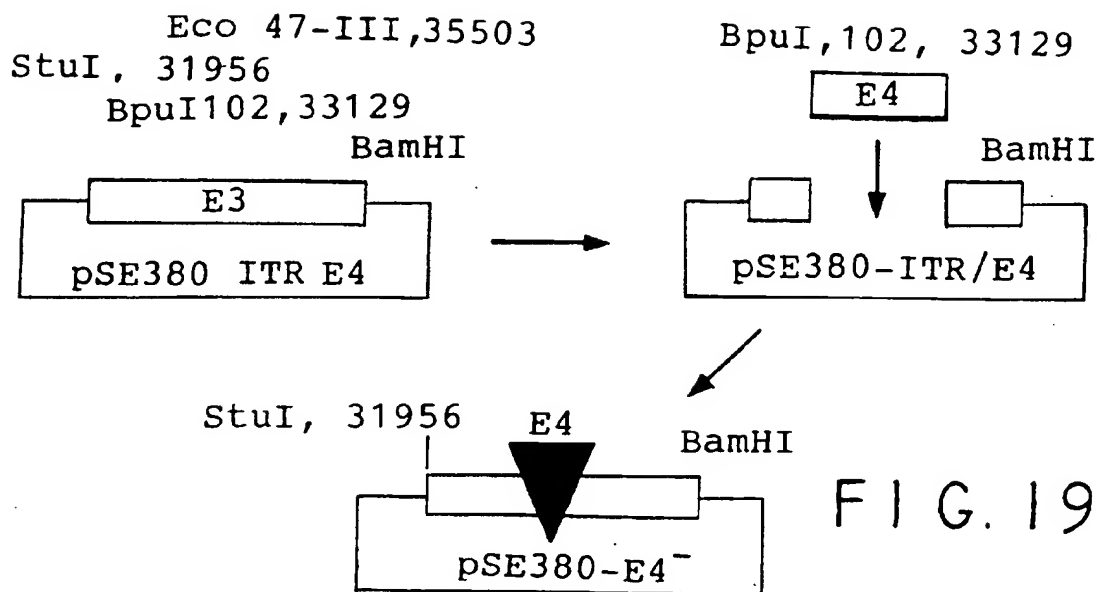 Eco 47-III,35503
StuI, 31956
BpuI102,33129
BamHI
E3
pSE380 ITR E4
BpuI,102, 33129
E4
BamHI
pSE380-ITR/E4
StuI, 31956
E4
BamHI
pSE380-E4⁻
FIG. 19